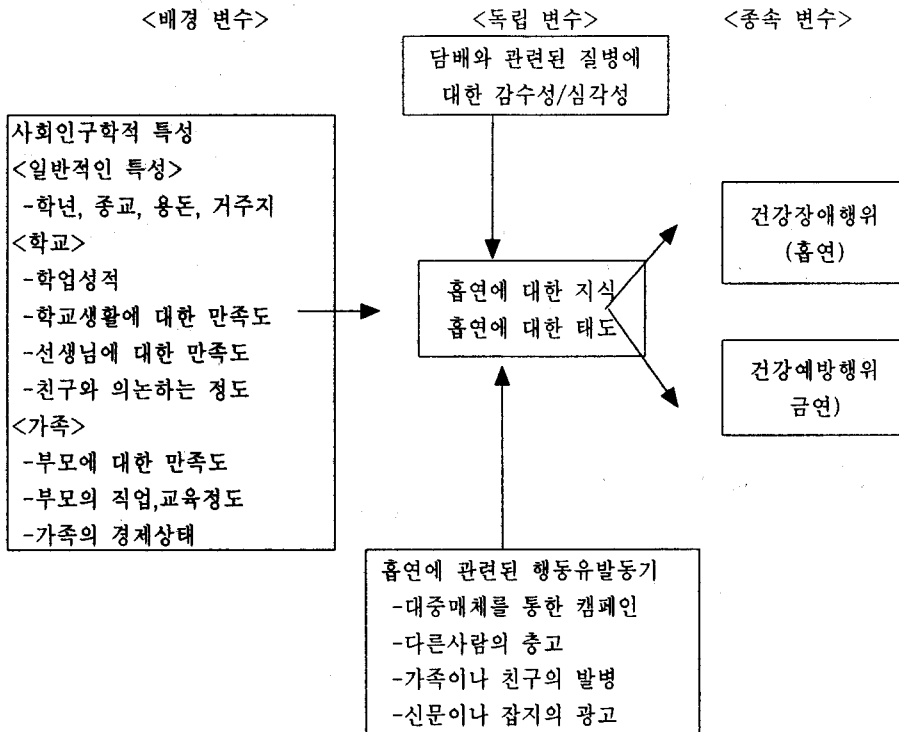 <배경 변수>
<독립 변수>
<종속 변수>
담배와 관련된 질병에
대한 감수성/심각성
사회인구학적 특성
<일반적인 특성>
-학년, 종교, 용돈, 거주지
<학교>
-학업성적
-학교생활에 대한 만족도
-선생님에 대한 만족도
-친구와 의논하는 정도
<가족>
-부모에 대한 만족도
-부모의 직업,교육정도
-가족의 경제상태
흡연에 대한 지식
흡연에 대한 태도
건강장애행위
(흡연)
건강예방행위
금연)
흡연에 관련된 행동유발동기
-대중매체를 통한 캠페인
-다른사람의 충고
-가족이나 친구의 발병
-신문이나 잡지의 광고